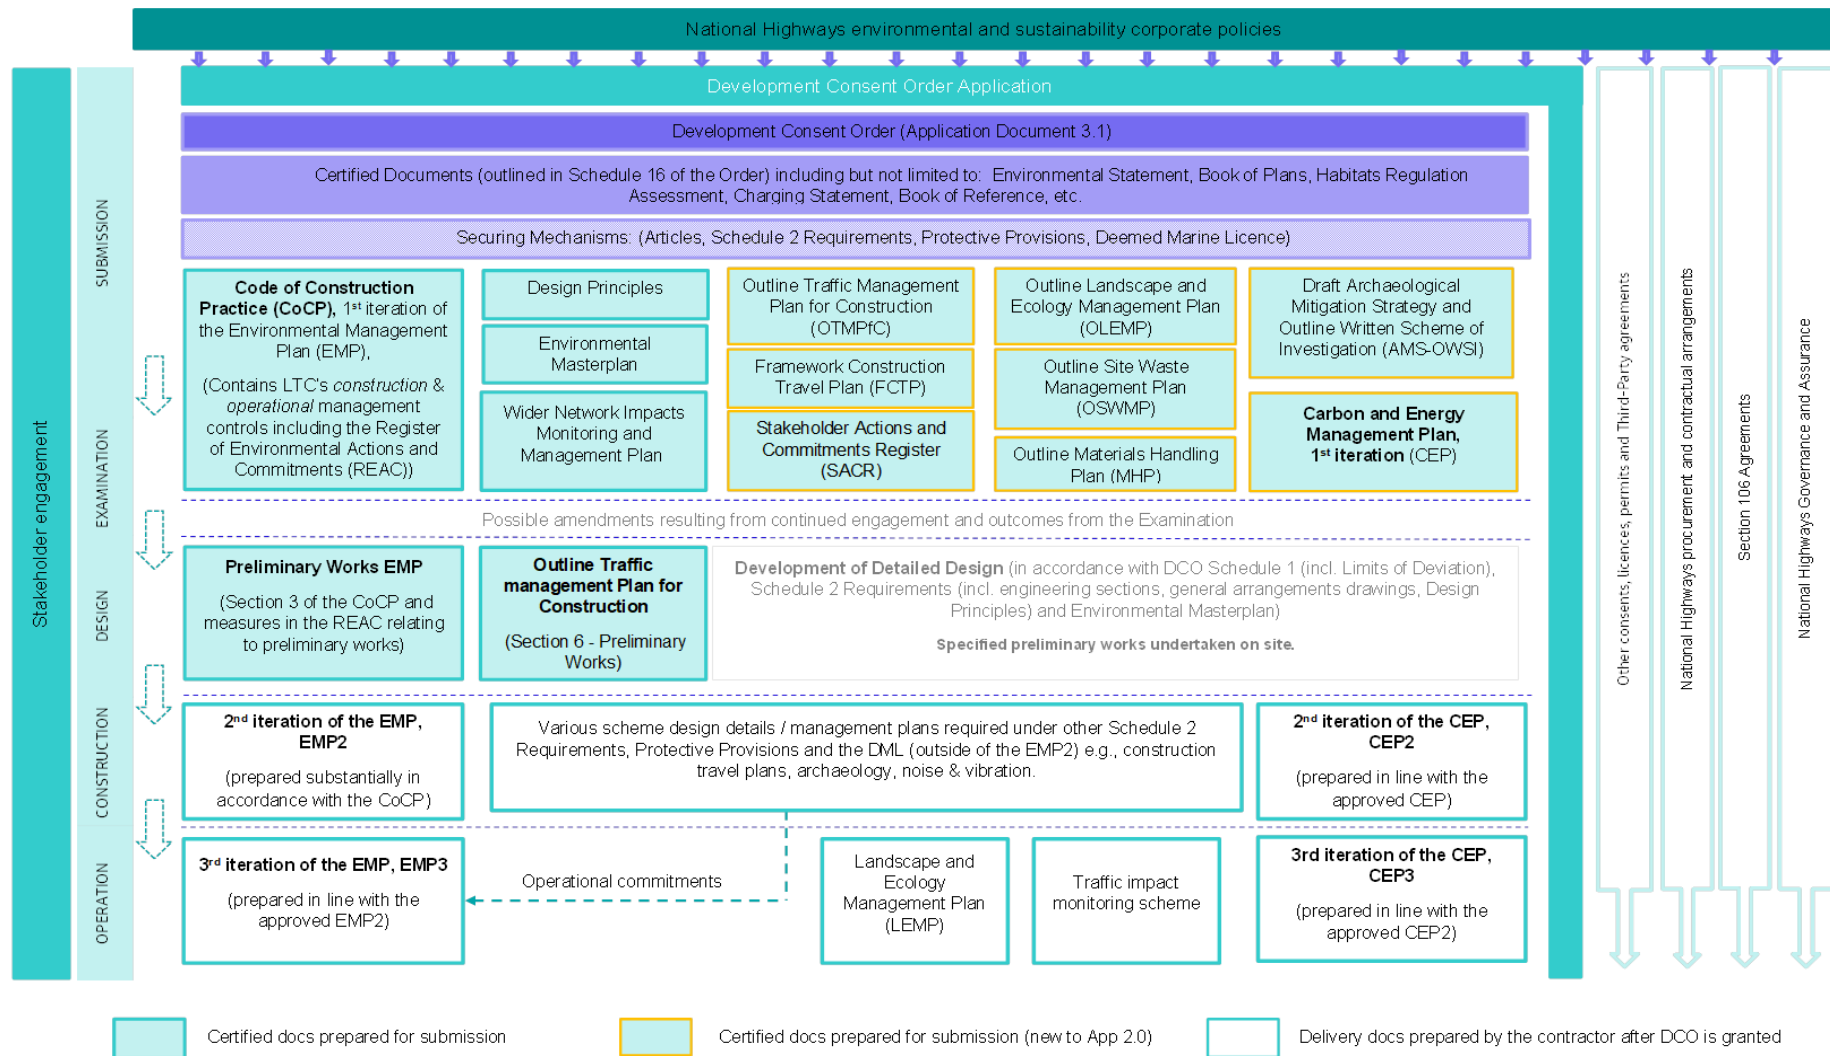 National Highways environmental and sustainability corporate policies
Development Consent Order Application
Development Consent Order (Application Document 3.1)
Certified Documents (outlined in Schedule 16 of the Order) including but not limited to: Environmental Statement, Book of Plans, Habitats Regulation
Assessment, Charging Statement, Book of Reference, etc.
Securing Mechanisms: (Articles, Schedule 2 Requirements, Protective Provisions, Deemed Marine Licence)
Stakeholder engagement
SUBMISSION
EXAMINATION
DESIGN
CONSTRUCTION
OPERATION
Code of Construction
Practice (CoCP), 1st iteration of
the Environmental Management
Plan (EMP),
(Contains LTC's construction &
operational management
controls including the Register
of Environmental Actions and
Commitments (REAC))
Design Principles
Environmental
Masterplan
Wider Network Impacts
Monitoring and
Management Plan
Outline Traffic Management
Plan for Construction
(OTMPfC)
Framework Construction
Travel Plan (FCTP)
Stakeholder Actions and
Commitments Register
(SACR)
Outline Landscape and
Ecology Management Plan
(OLEMP)
Outline Site Waste
Management Plan
(OSWMP)
Outline Materials Handling
Plan (MHP)
Draft Archaeological
Mitigation Strategy and
Outline Written Scheme of
Investigation (AMS-OWSI)
Carbon and Energy
Management Plan,
1st iteration (CEP)
Possible amendments resulting from continued engagement and outcomes from the Examination
Preliminary Works EMP
(Section 3 of the CoCP and
measures in the REAC relating
to preliminary works)
Outline Traffic
management Plan for
Construction
(Section 6 - Preliminary
Works)
Development of Detailed Design (in accordance with DCO Schedule 1 (incl. Limits of Deviation),
Schedule 2 Requirements (incl. engineering sections, general arrangements drawings, Design
Principles) and Environmental Masterplan)
Specified preliminary works undertaken on site.
2nd iteration of the EMP,
EMP2
(prepared substantially in
accordance with the CoCP)
Various scheme design details / management plans required under other Schedule 2
Requirements, Protective Provisions and the DML (outside of the EMP2) e.g., construction
travel plans, archaeology, noise & vibration.
2nd iteration of the CEP,
CEP2
(prepared in line with the
approved CEP)
3rd iteration of the EMP, EMP3
(prepared in line with the
approved EMP2)
Operational commitments
Landscape and
Ecology
Management Plan
(LEMP)
Traffic impact
monitoring scheme
3rd iteration of the CEP,
CEP3
(prepared in line with the
approved CEP2)
Other consents, licences, permits and Third-Party agreements
National Highways procurement and contractual arrangements
Section 106 Agreements
National Highways Governance and Assurance
Certified docs prepared for submission
Certified docs prepared for submission (new to App 2.0)
Delivery docs prepared by the contractor after DCO is granted